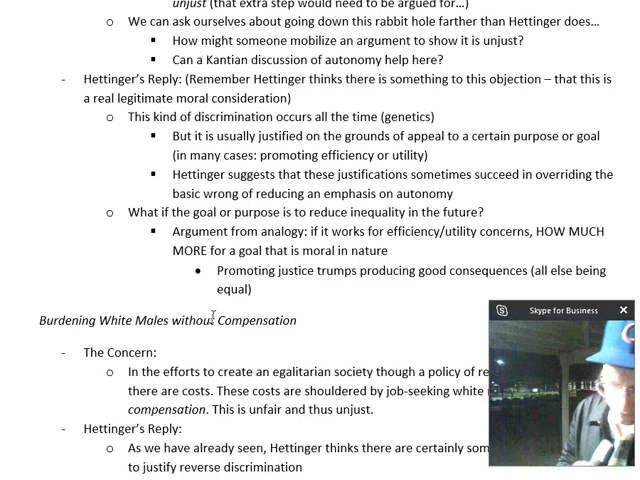 unjust (that extra step would need to be argued for…)
o We can ask ourselves about going down this rabbit hole farther than Hettinger does…
▪ How might someone mobilize an argument to show it is unjust?
▪ Can a Kantian discussion of autonomy help here?
- Hettinger's Reply: (Remember Hettinger thinks there is something to this objection – that this is
a real legitimate moral consideration)
o This kind of discrimination occurs all the time (genetics)
▪ But it is usually justified on the grounds of appeal to a certain purpose or goal
(in many cases: promoting efficiency or utility)
▪ Hettinger suggests that these justifications sometimes succeed in overriding the
basic wrong of reducing an emphasis on autonomy
o What if the goal or purpose is to reduce inequality in the future?
▪ Argument from analogy: if it works for efficiency/utility concerns, HOW MUCH
MORE for a goal that is moral in nature
• Promoting justice trumps producing good consequences (all else being
equal)
Burdening White Males without Compensation
Skype for Business
- The Concern:
o In the efforts to create an egalitarian society though a policy of re
there are costs. These costs are shouldered by job-seeking white
compensation. This is unfair and thus unjust.
- Hettinger's Reply:
o As we have already seen, Hettinger thinks there are certainly som
to justify reverse discrimination